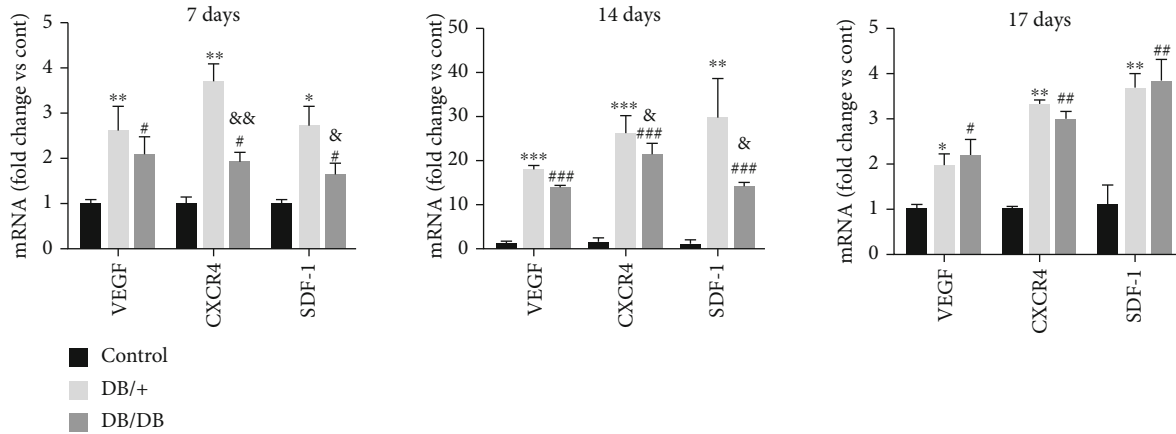 7 days
mRNA (fold change vs cont)
5
4
3
2
1
0
**
#
**
&&
#
*
&
#
VEGF
CXCR4
SDF-1
14 days
mRNA (fold change vs cont)
50
40
30
20
10
0
***
###
***
&
###
**
&
###
VEGF
CXCR4
SDF-1
17 days
mRNA (fold change vs cont)
5
4
3
2
1
0
*
#
**
##
**
##
VEGF
CXCR4
SDF-1
Control
DB/+
DB/DB